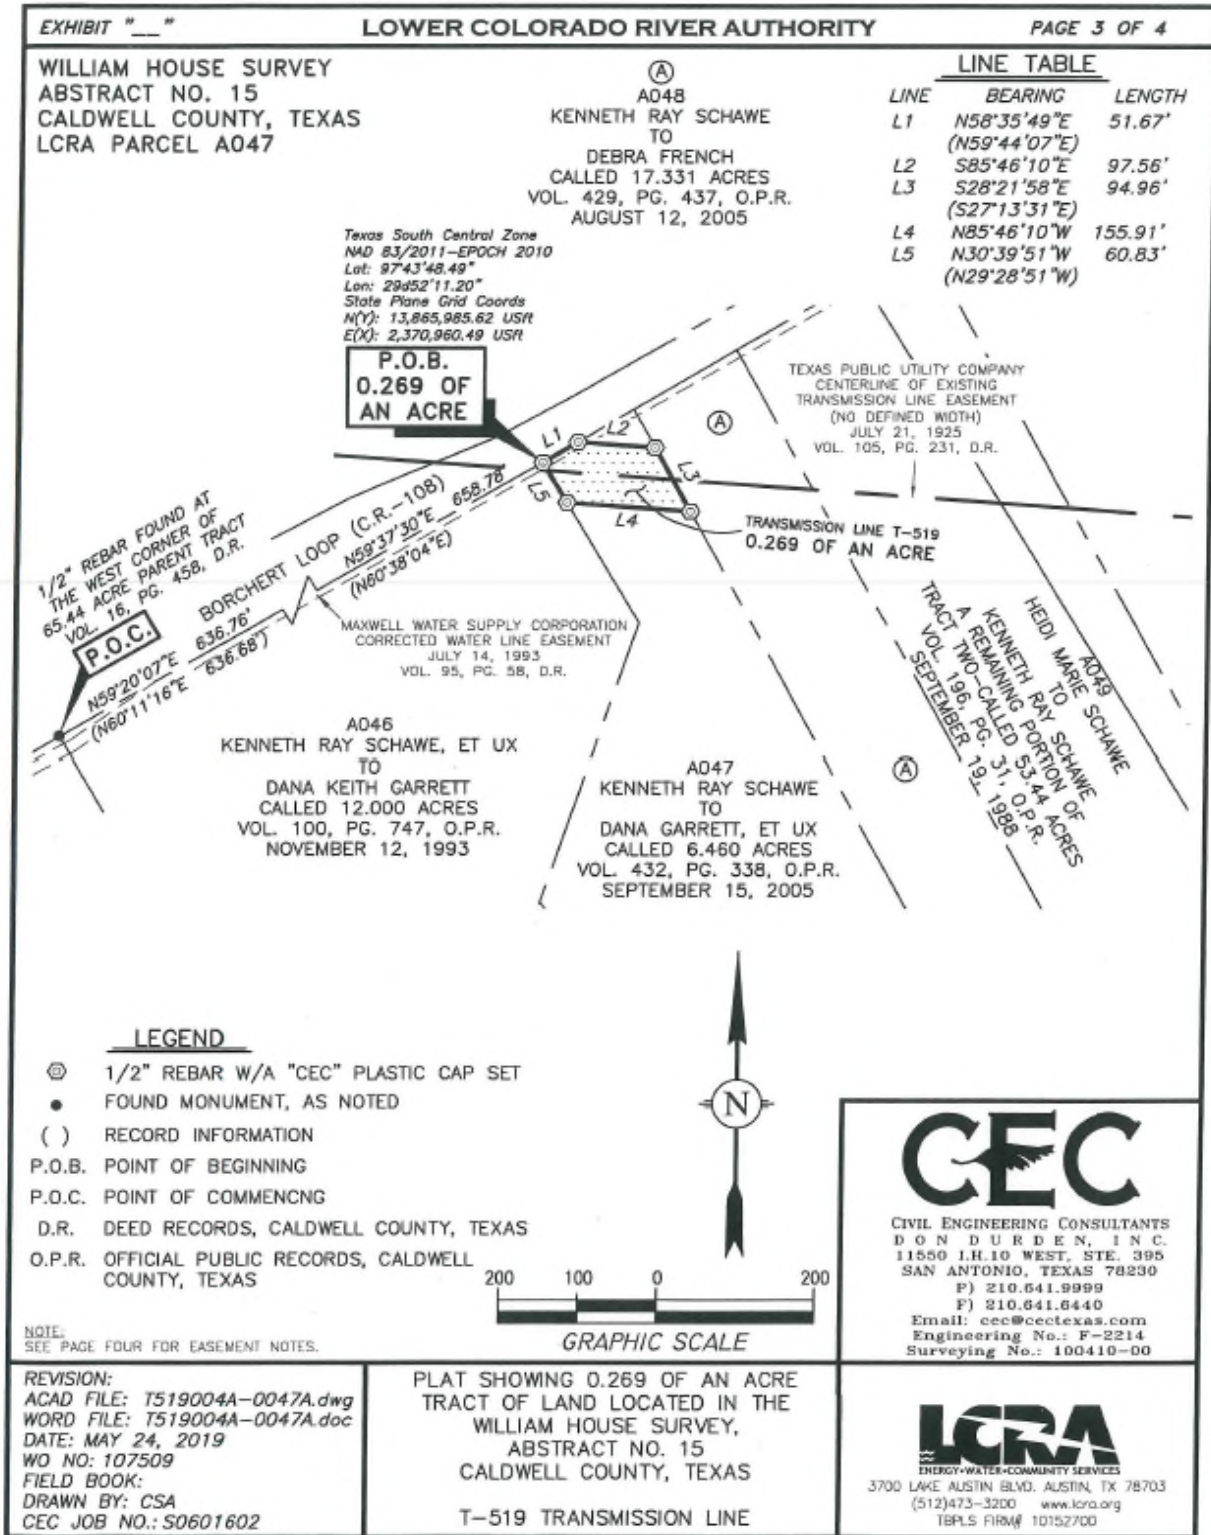 EXHIBIT "__"
LOWER COLORADO RIVER AUTHORITY
PAGE 3 OF 4
WILLIAM HOUSE SURVEY
ABSTRACT NO. 15
CALDWELL COUNTY, TEXAS
LCRA PARCEL A047
A
A048
KENNETH RAY SCHAWE
TO
DEBRA FRENCH
CALLED 17.331 ACRES
VOL. 429, PG. 437, O.P.R.
AUGUST 12, 2005
LINE TABLE
LINE BEARING LENGTH
L1 N58°35'49"E 51.67'
(N59°44'07"E)
L2 S85°46'10"E 97.56'
L3 S28°21'58"E 94.96'
(S27°13'31"E)
L4 N85°46'10"W 155.91'
L5 N30°39'51"W 60.83'
(N29°28'51"W)
Texas South Central Zone
NAD 83/2011-EPOCH 2010
Lat: 97°43'48.49"
Lon: 29d52'11.20"
State Plane Grid Coords
N(Y): 13,865,985.62 USft
E(X): 2,370,960.49 USft
P.O.B.
0.269 OF
AN ACRE
TEXAS PUBLIC UTILITY COMPANY
CENTERLINE OF EXISTING
TRANSMISSION LINE EASEMENT
(NO DEFINED WIDTH)
JULY 21, 1925
VOL. 105, PG. 231, D.R.
A
L1
L2
L3
L4
L5
TRANSMISSION LINE T-519
0.269 OF AN ACRE
1/2" REBAR FOUND AT
THE WEST CORNER OF
65.44 ACRE PARENT TRACT
VOL. 16, PG. 458, D.R.
P.O.C.
BORCHERT LOOP (C.R.-108)
N59°37'30"E 658.78'
(N60°38'04"E)
N59°20'07"E 636.76'
(N60°11'16"E 636.68')
MAXWELL WATER SUPPLY CORPORATION
CORRECTED WATER LINE EASEMENT
JULY 14, 1993
VOL. 95, PG. 58, D.R.
A046
KENNETH RAY SCHAWE, ET UX
TO
DANA KEITH GARRETT
CALLED 12.000 ACRES
VOL. 100, PG. 747, O.P.R.
NOVEMBER 12, 1993
A047
KENNETH RAY SCHAWE
TO
DANA GARRETT, ET UX
CALLED 6.460 ACRES
VOL. 432, PG. 338, O.P.R.
SEPTEMBER 15, 2005
A
A049
HEIDI MARIE SCHAWE
TO
KENNETH RAY SCHAWE
A REMAINING PORTION OF
TRACT TWO-CALLED 53.44 ACRES
VOL. 196, PG. 31, O.P.R.
SEPTEMBER 19, 1988
LEGEND
1/2" REBAR W/A "CEC" PLASTIC CAP SET
FOUND MONUMENT, AS NOTED
( ) RECORD INFORMATION
P.O.B. POINT OF BEGINNING
P.O.C. POINT OF COMMENCNG
D.R. DEED RECORDS, CALDWELL COUNTY, TEXAS
O.P.R. OFFICIAL PUBLIC RECORDS, CALDWELL
COUNTY, TEXAS
N
200 100 0 200
GRAPHIC SCALE
NOTE:
SEE PAGE FOUR FOR EASEMENT NOTES.
CEC
CIVIL ENGINEERING CONSULTANTS
DON DURDEN, INC.
11550 I.H.10 WEST, STE. 395
SAN ANTONIO, TEXAS 78230
P) 210.641.9999
F) 210.641.6440
Email: cec@cectexas.com
Engineering No.: F-2214
Surveying No.: 100410-00
REVISION:
ACAD FILE: T519004A-0047A.dwg
WORD FILE: T519004A-0047A.doc
DATE: MAY 24, 2019
WO NO: 107509
FIELD BOOK:
DRAWN BY: CSA
CEC JOB NO.: S0601602
PLAT SHOWING 0.269 OF AN ACRE
TRACT OF LAND LOCATED IN THE
WILLIAM HOUSE SURVEY,
ABSTRACT NO. 15
CALDWELL COUNTY, TEXAS
T-519 TRANSMISSION LINE
LCRA
ENERGY•WATER•COMMUNITY SERVICES
3700 LAKE AUSTIN BLVD. AUSTIN, TX 78703
(512)473-3200 www.lcra.org
TBPLS FIRM# 10152700